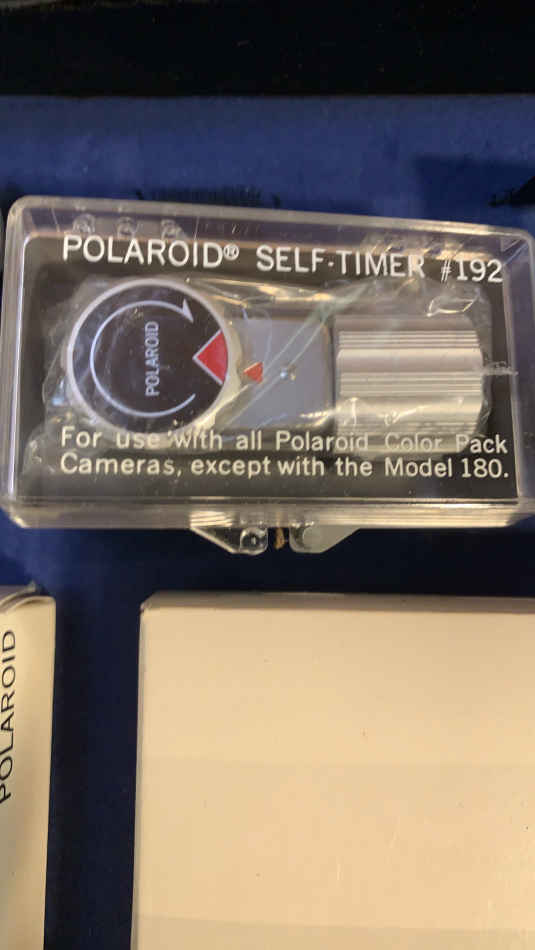 POLAROID® SELF-TIMER #192
POLAROID
For use with all Polaroid Color Pack
Cameras, except with the Model 180.
POLAROID